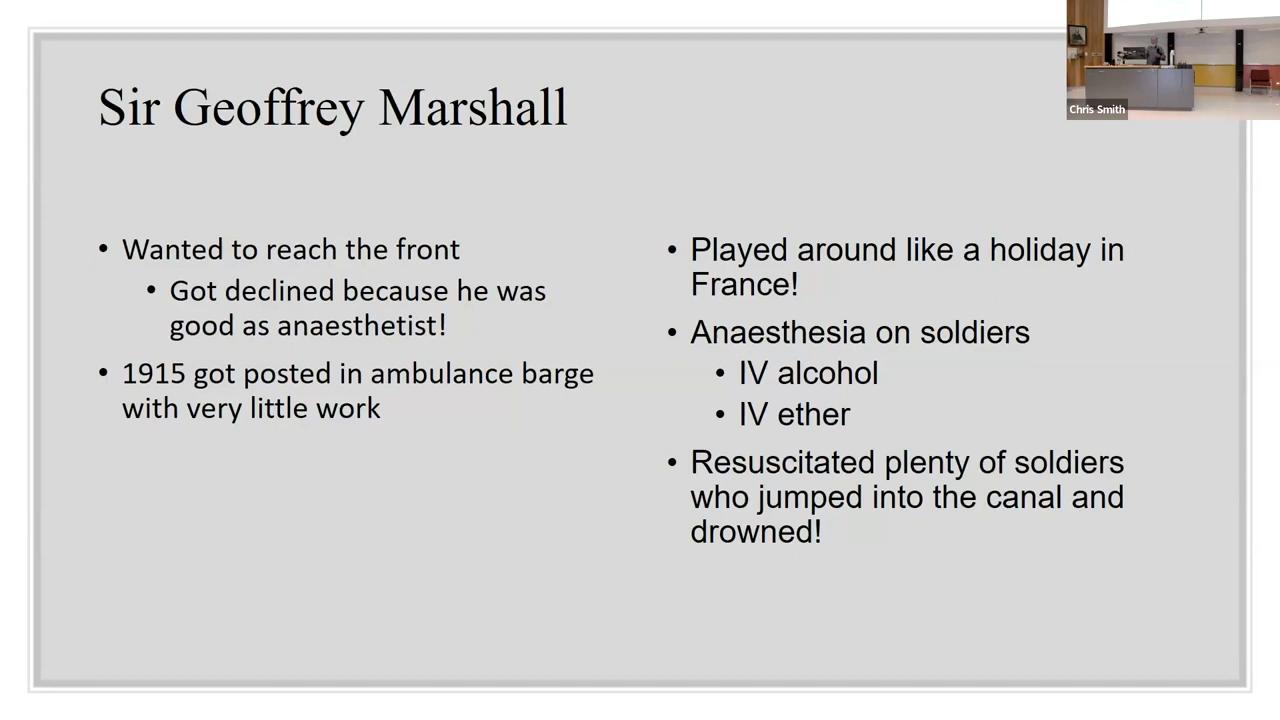 Sir Geoffrey Marshall
• Wanted to reach the front
• Got declined because he was
good as anaesthetist!
• 1915 got posted in ambulance barge
with very little work
• Played around like a holiday in
France!
• Anaesthesia on soldiers
• IV alcohol
• IV ether
• Resuscitated plenty of soldiers
who jumped into the canal and
drowned!
Chris Smith